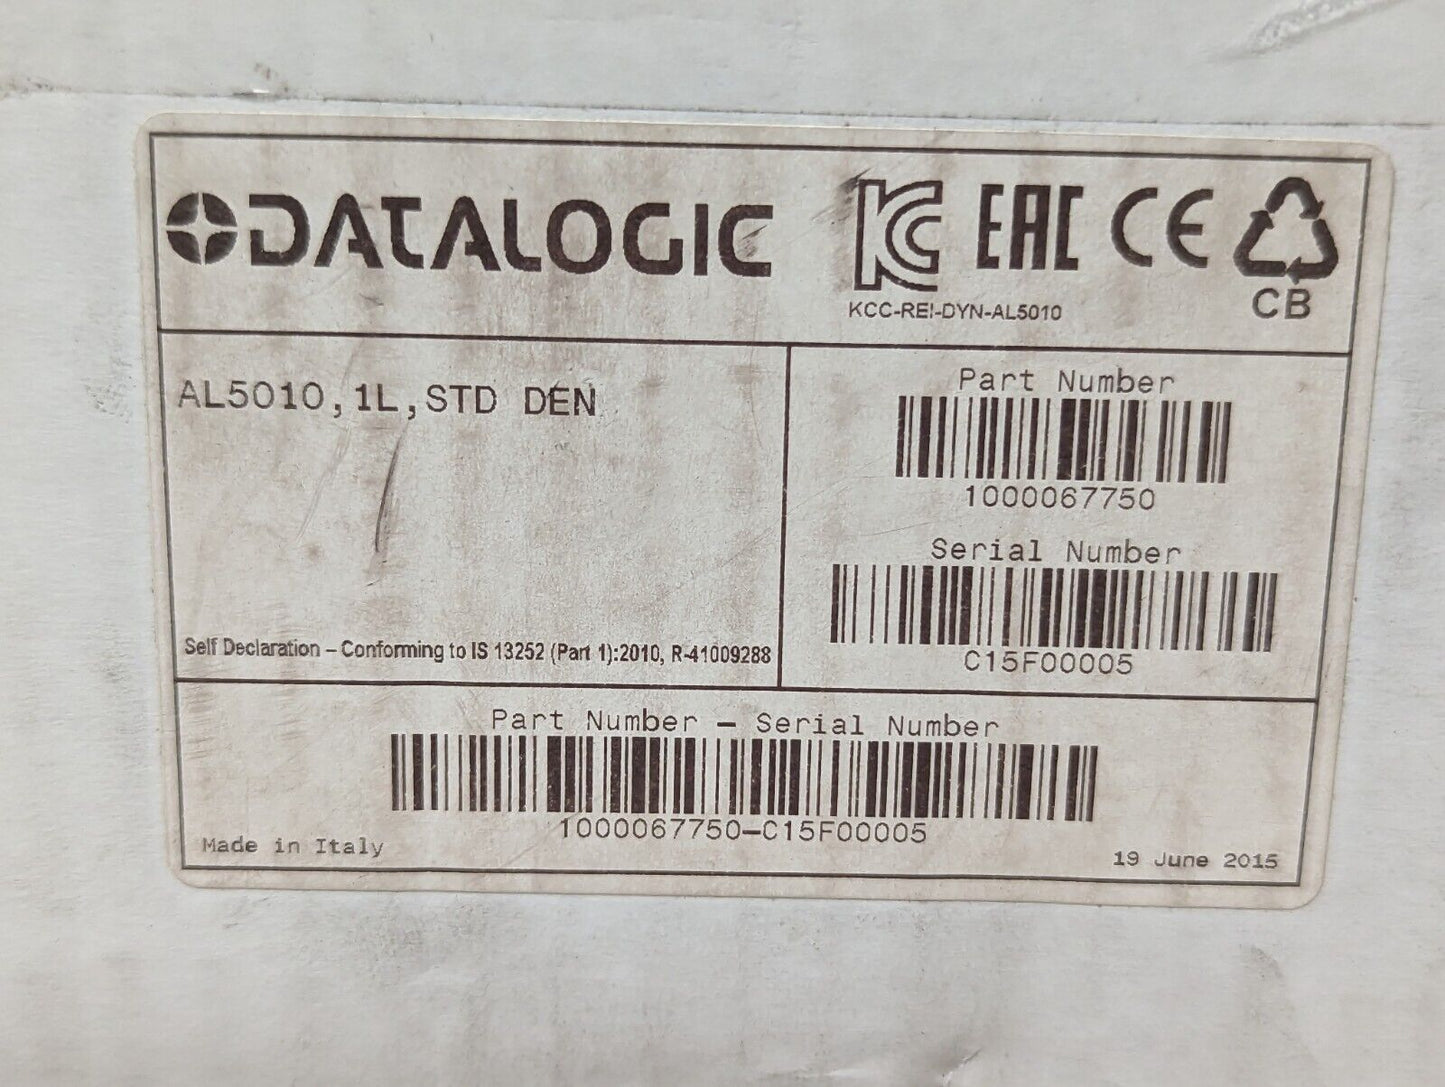 DATALOGIC
KC EAC CE
KCC-REI-DYN-AL5010
CB
AL5010,1L,STD DEN
Part Number
1000067750
Serial Number
C15F00005
Self Declaration – Conforming to IS 13252 (Part 1):2010, R-41009288
Part Number – Serial Number
1000067750-C15F00005
Made in Italy
19 June 2015